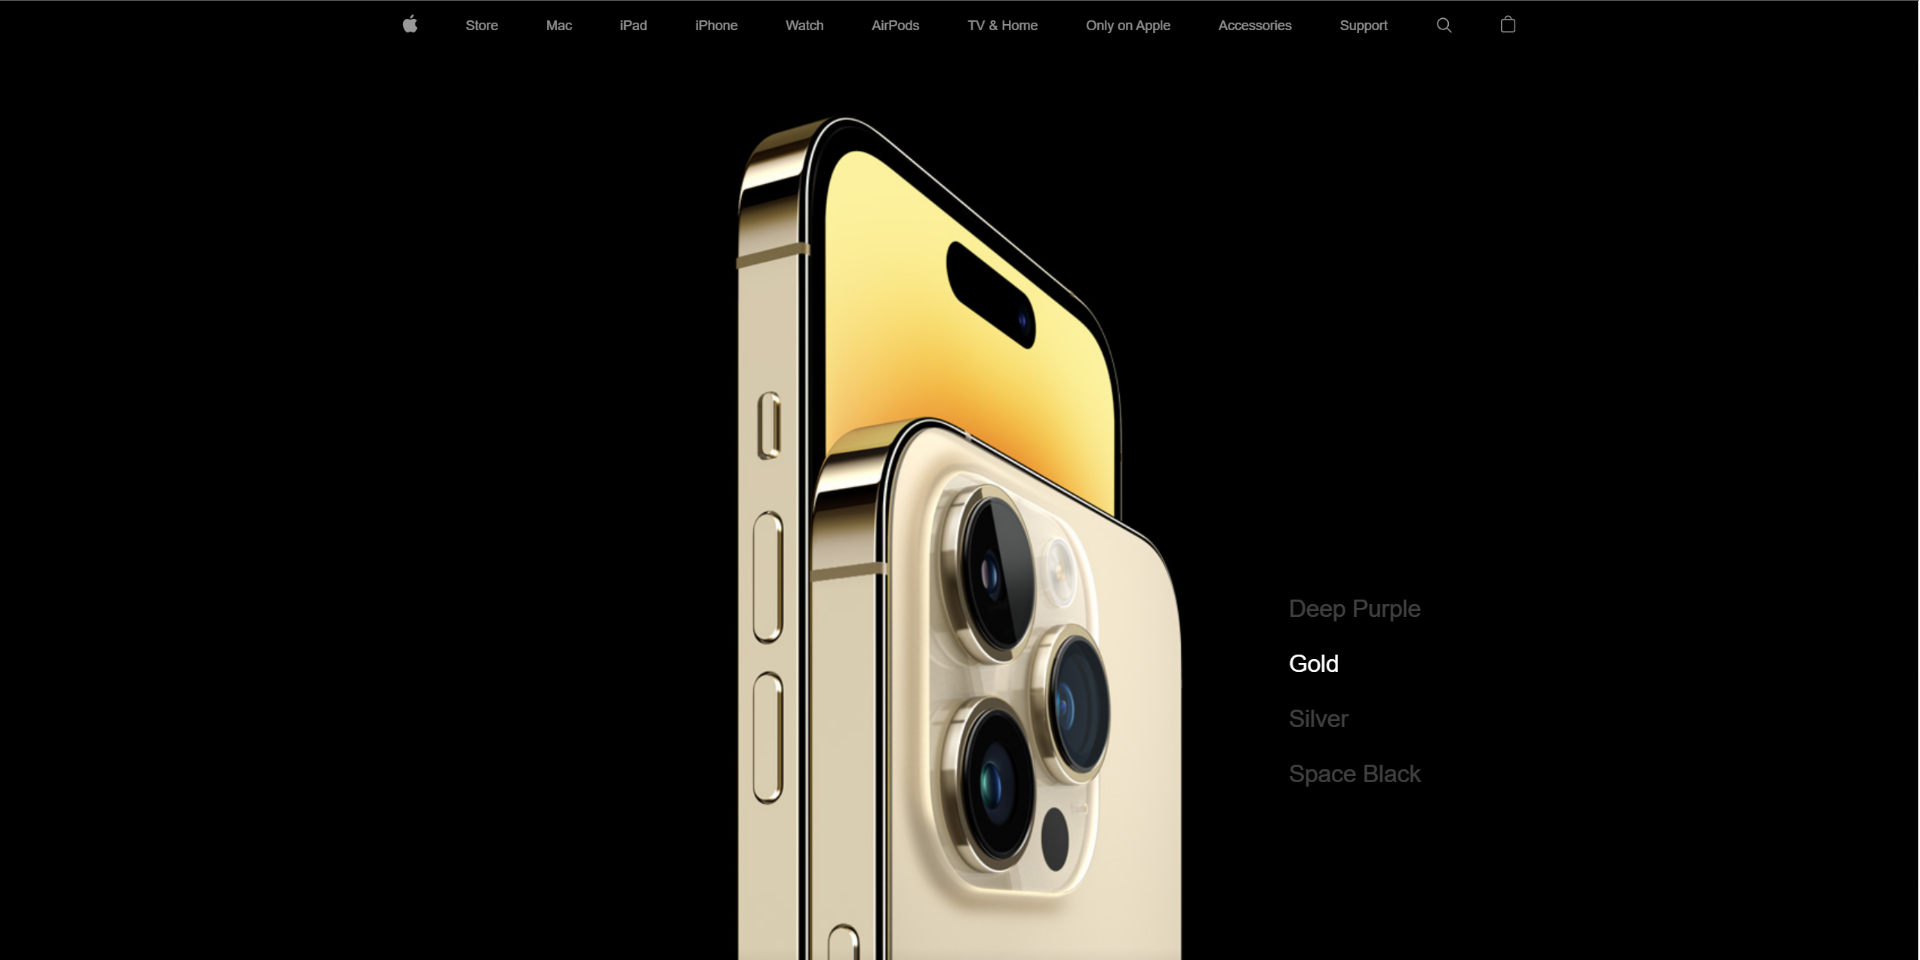 Store Mac iPad iPhone Watch AirPods TV & Home Only on Apple Accessories Support
Deep Purple
Gold
Silver
Space Black